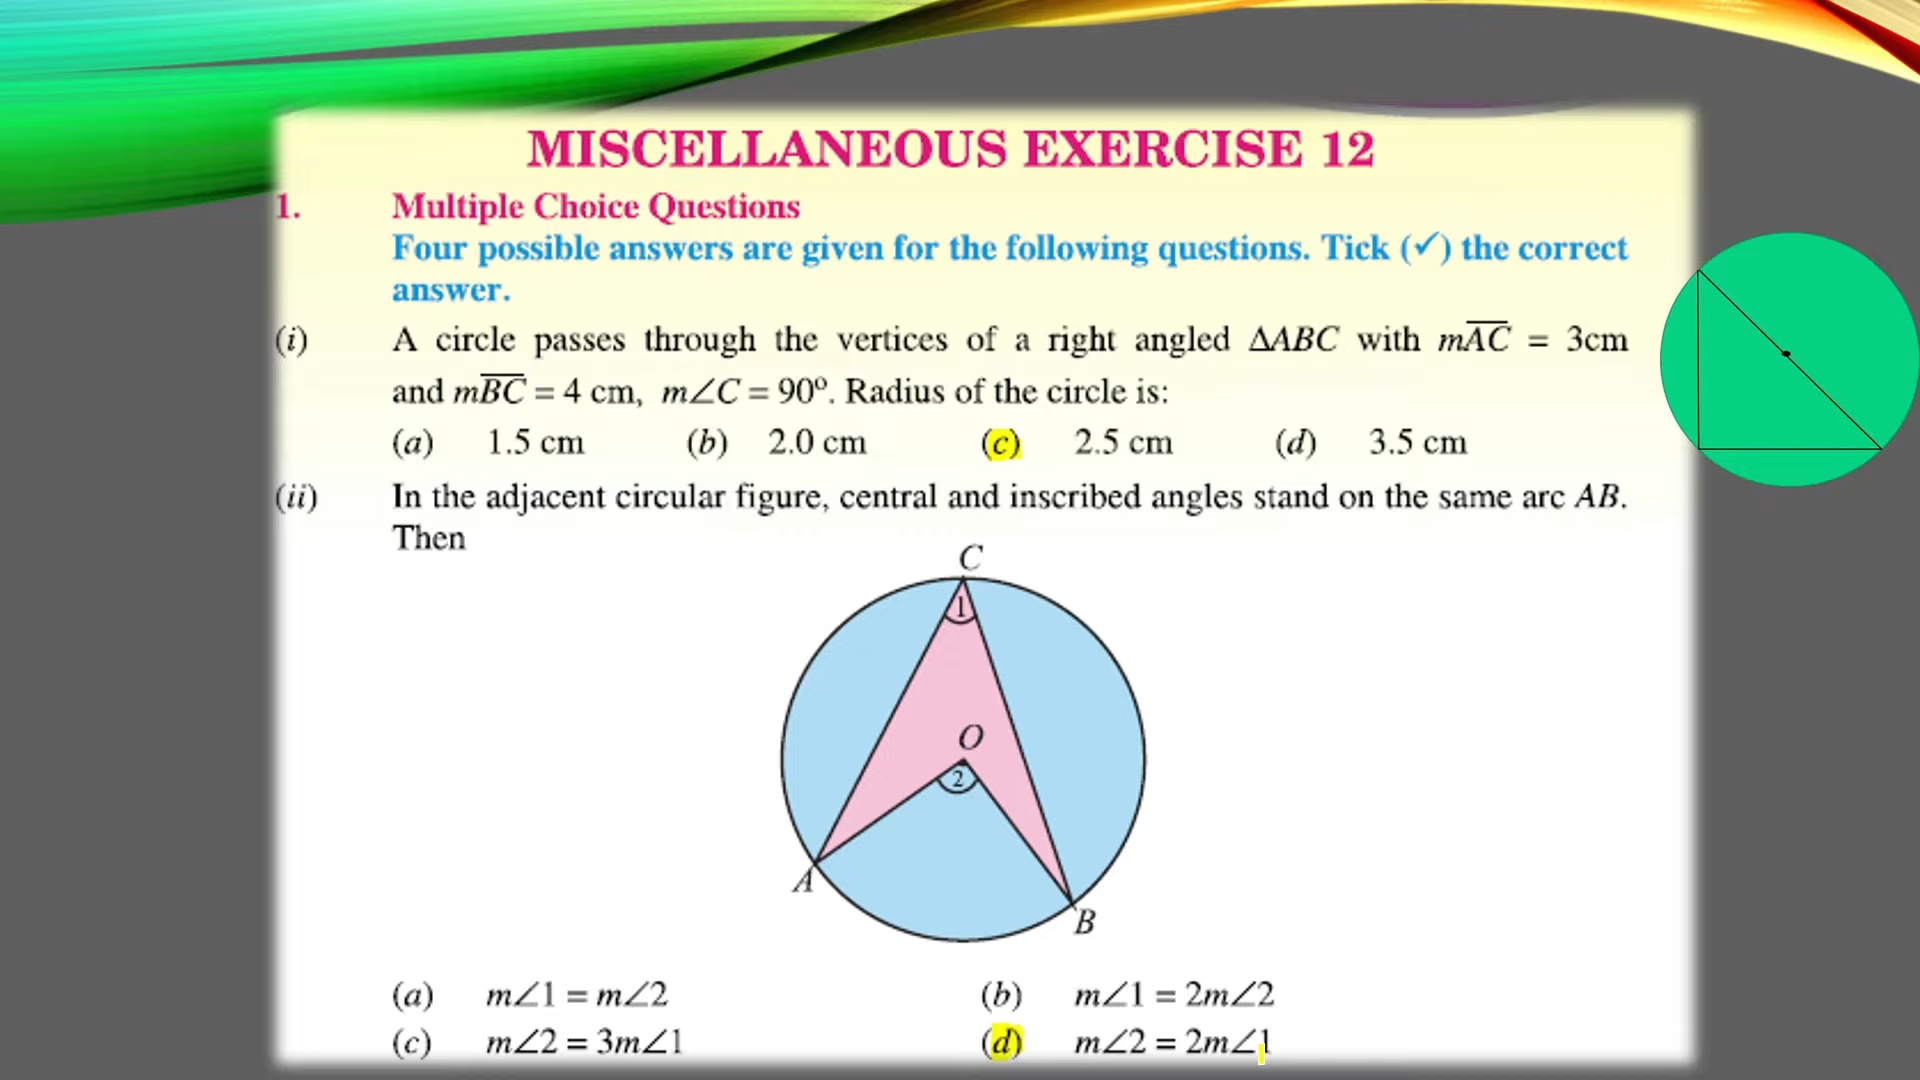 MISCELLANEOUS EXERCISE 12
1. Multiple Choice Questions
Four possible answers are given for the following questions. Tick (✓) the correct
answer.
(i) A circle passes through the vertices of a right angled ΔABC with mA̅C̅ = 3cm
and mB̅C̅ = 4 cm, m∠C = 90º. Radius of the circle is:
(a) 1.5 cm (b) 2.0 cm (c) 2.5 cm (d) 3.5 cm
(ii) In the adjacent circular figure, central and inscribed angles stand on the same arc AB.
Then
C
1
O
2
A
B
(a) m∠1 = m∠2 (b) m∠1 = 2m∠2
(c) m∠2 = 3m∠1 (d) m∠2 = 2m∠1